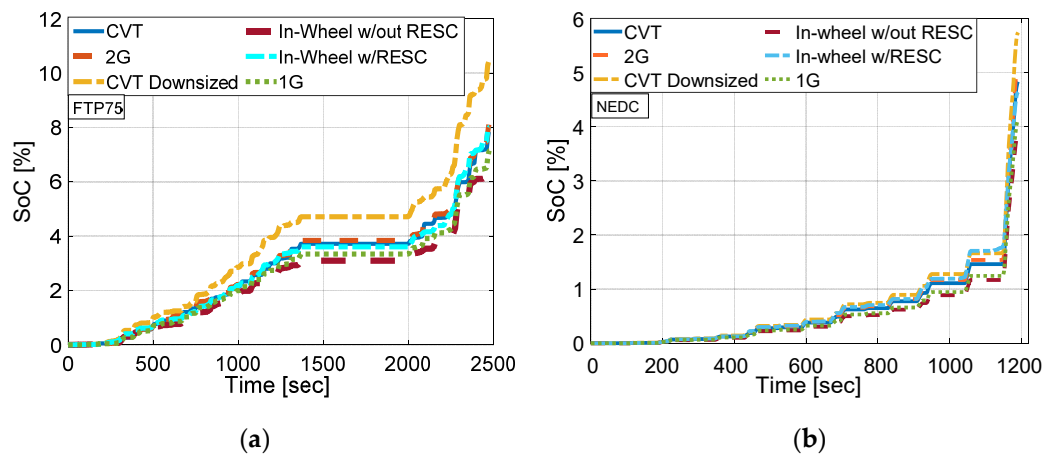 12
10
8
6
4
2
0
SoC [%]
CVT
2G
CVT Downsized
In-Wheel w/out RESC
In-Wheel w/RESC
1G
FTP75
0 500 1000 1500 2000 2500
Time [sec]
(a)
6
5
4
3
2
1
0
SoC [%]
CVT
2G
CVT Downsized
In-wheel w/out RESC
In-wheel w/RESC
1G
NEDC
0 200 400 600 800 1000 1200
Time [sec]
(b)